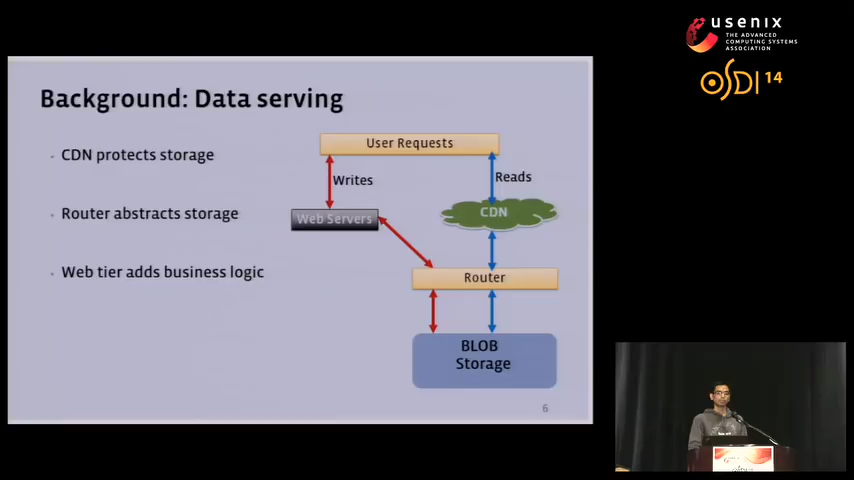 usenix
THE ADVANCED
COMPUTING SYSTEMS
ASSOCIATION
OSDI 14
Background: Data serving
CDN protects storage
Router abstracts storage
Web tier adds business logic
User Requests
Writes
Reads
Web Servers
CDN
Router
BLOB
Storage
6